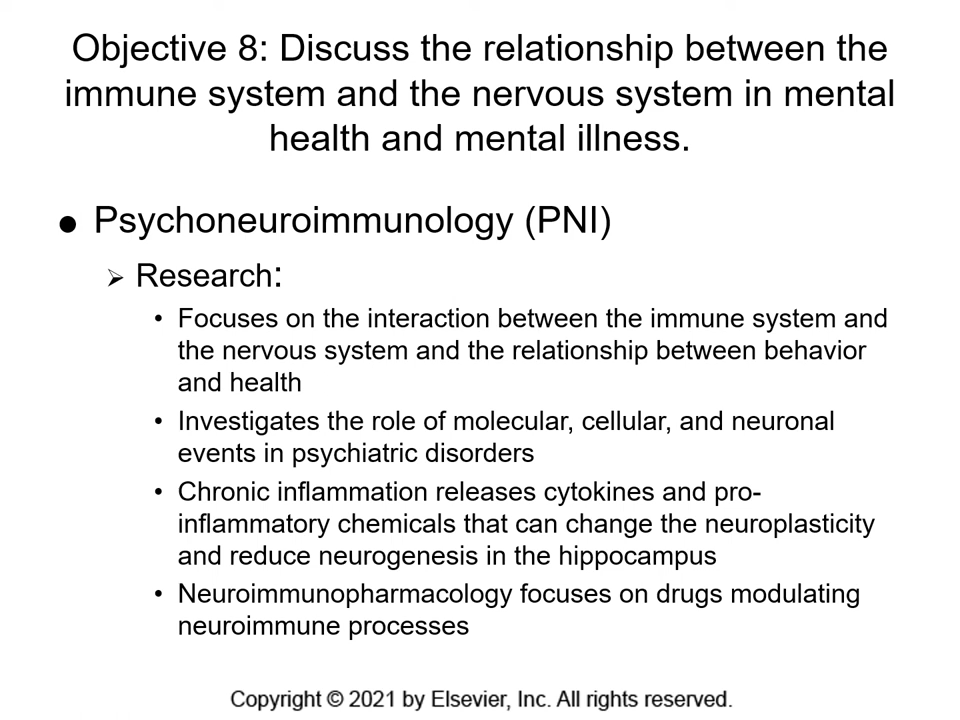 Objective 8: Discuss the relationship between the
immune system and the nervous system in mental
health and mental illness.
● Psychoneuroimmunology (PNI)
➢ Research:
• Focuses on the interaction between the immune system and
the nervous system and the relationship between behavior
and health
• Investigates the role of molecular, cellular, and neuronal
events in psychiatric disorders
• Chronic inflammation releases cytokines and pro-
inflammatory chemicals that can change the neuroplasticity
and reduce neurogenesis in the hippocampus
• Neuroimmunopharmacology focuses on drugs modulating
neuroimmune processes
Copyright © 2021 by Elsevier, Inc. All rights reserved.